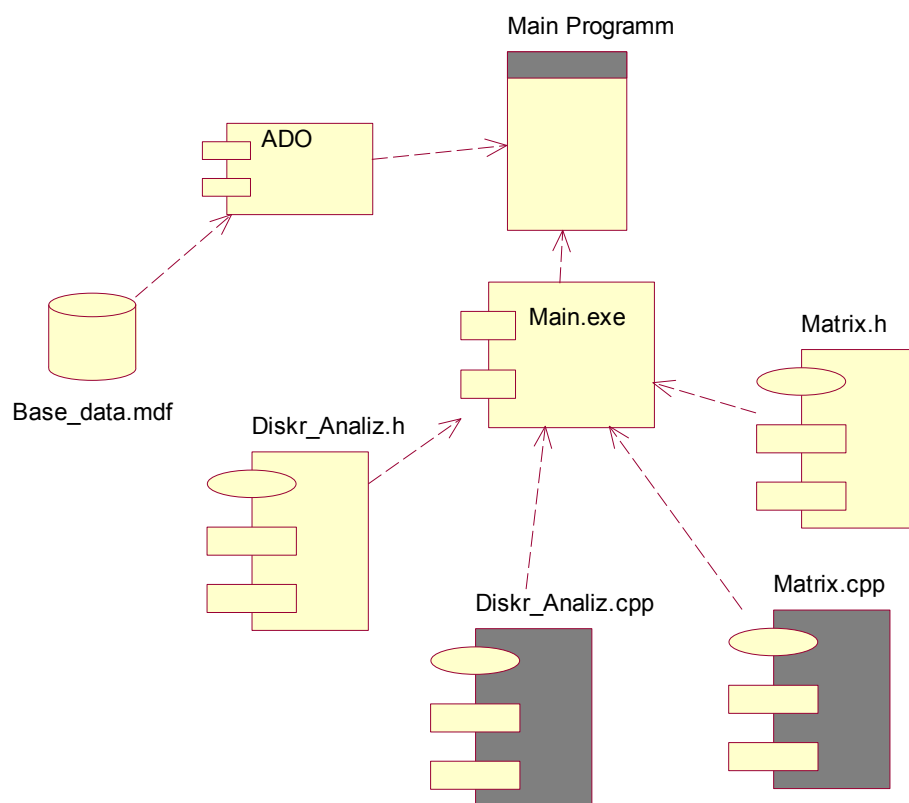 Main Programm
ADO
Main.exe
Matrix.h
Base_data.mdf
Diskr_Analiz.h
Matrix.cpp
Diskr_Analiz.cpp